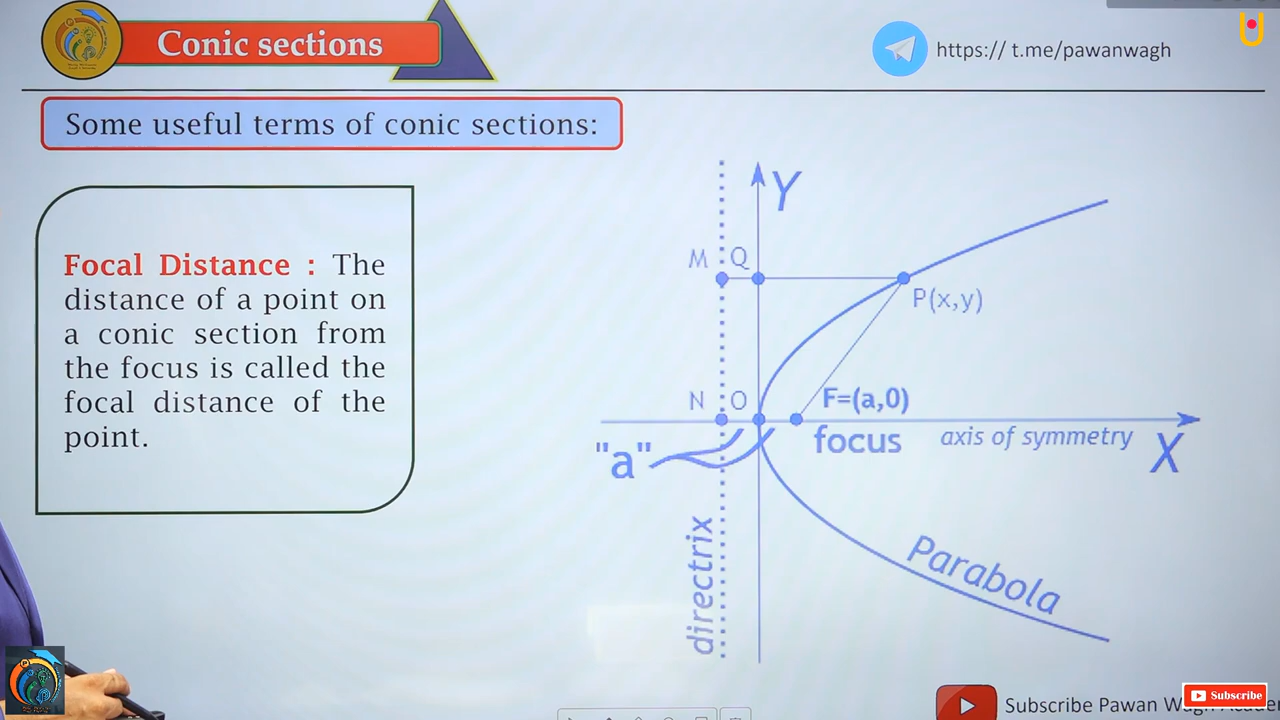 Conic sections
https:// t.me/pawanwagh
Some useful terms of conic sections:
Focal Distance : The
distance of a point on
a conic section from
the focus is called the
focal distance of the
point.
Y
M Q
P(x,y)
N O F=(a,0)
"a" focus axis of symmetry X
directrix
Parabola
Subscribe Pawan Wagh
Subscribe